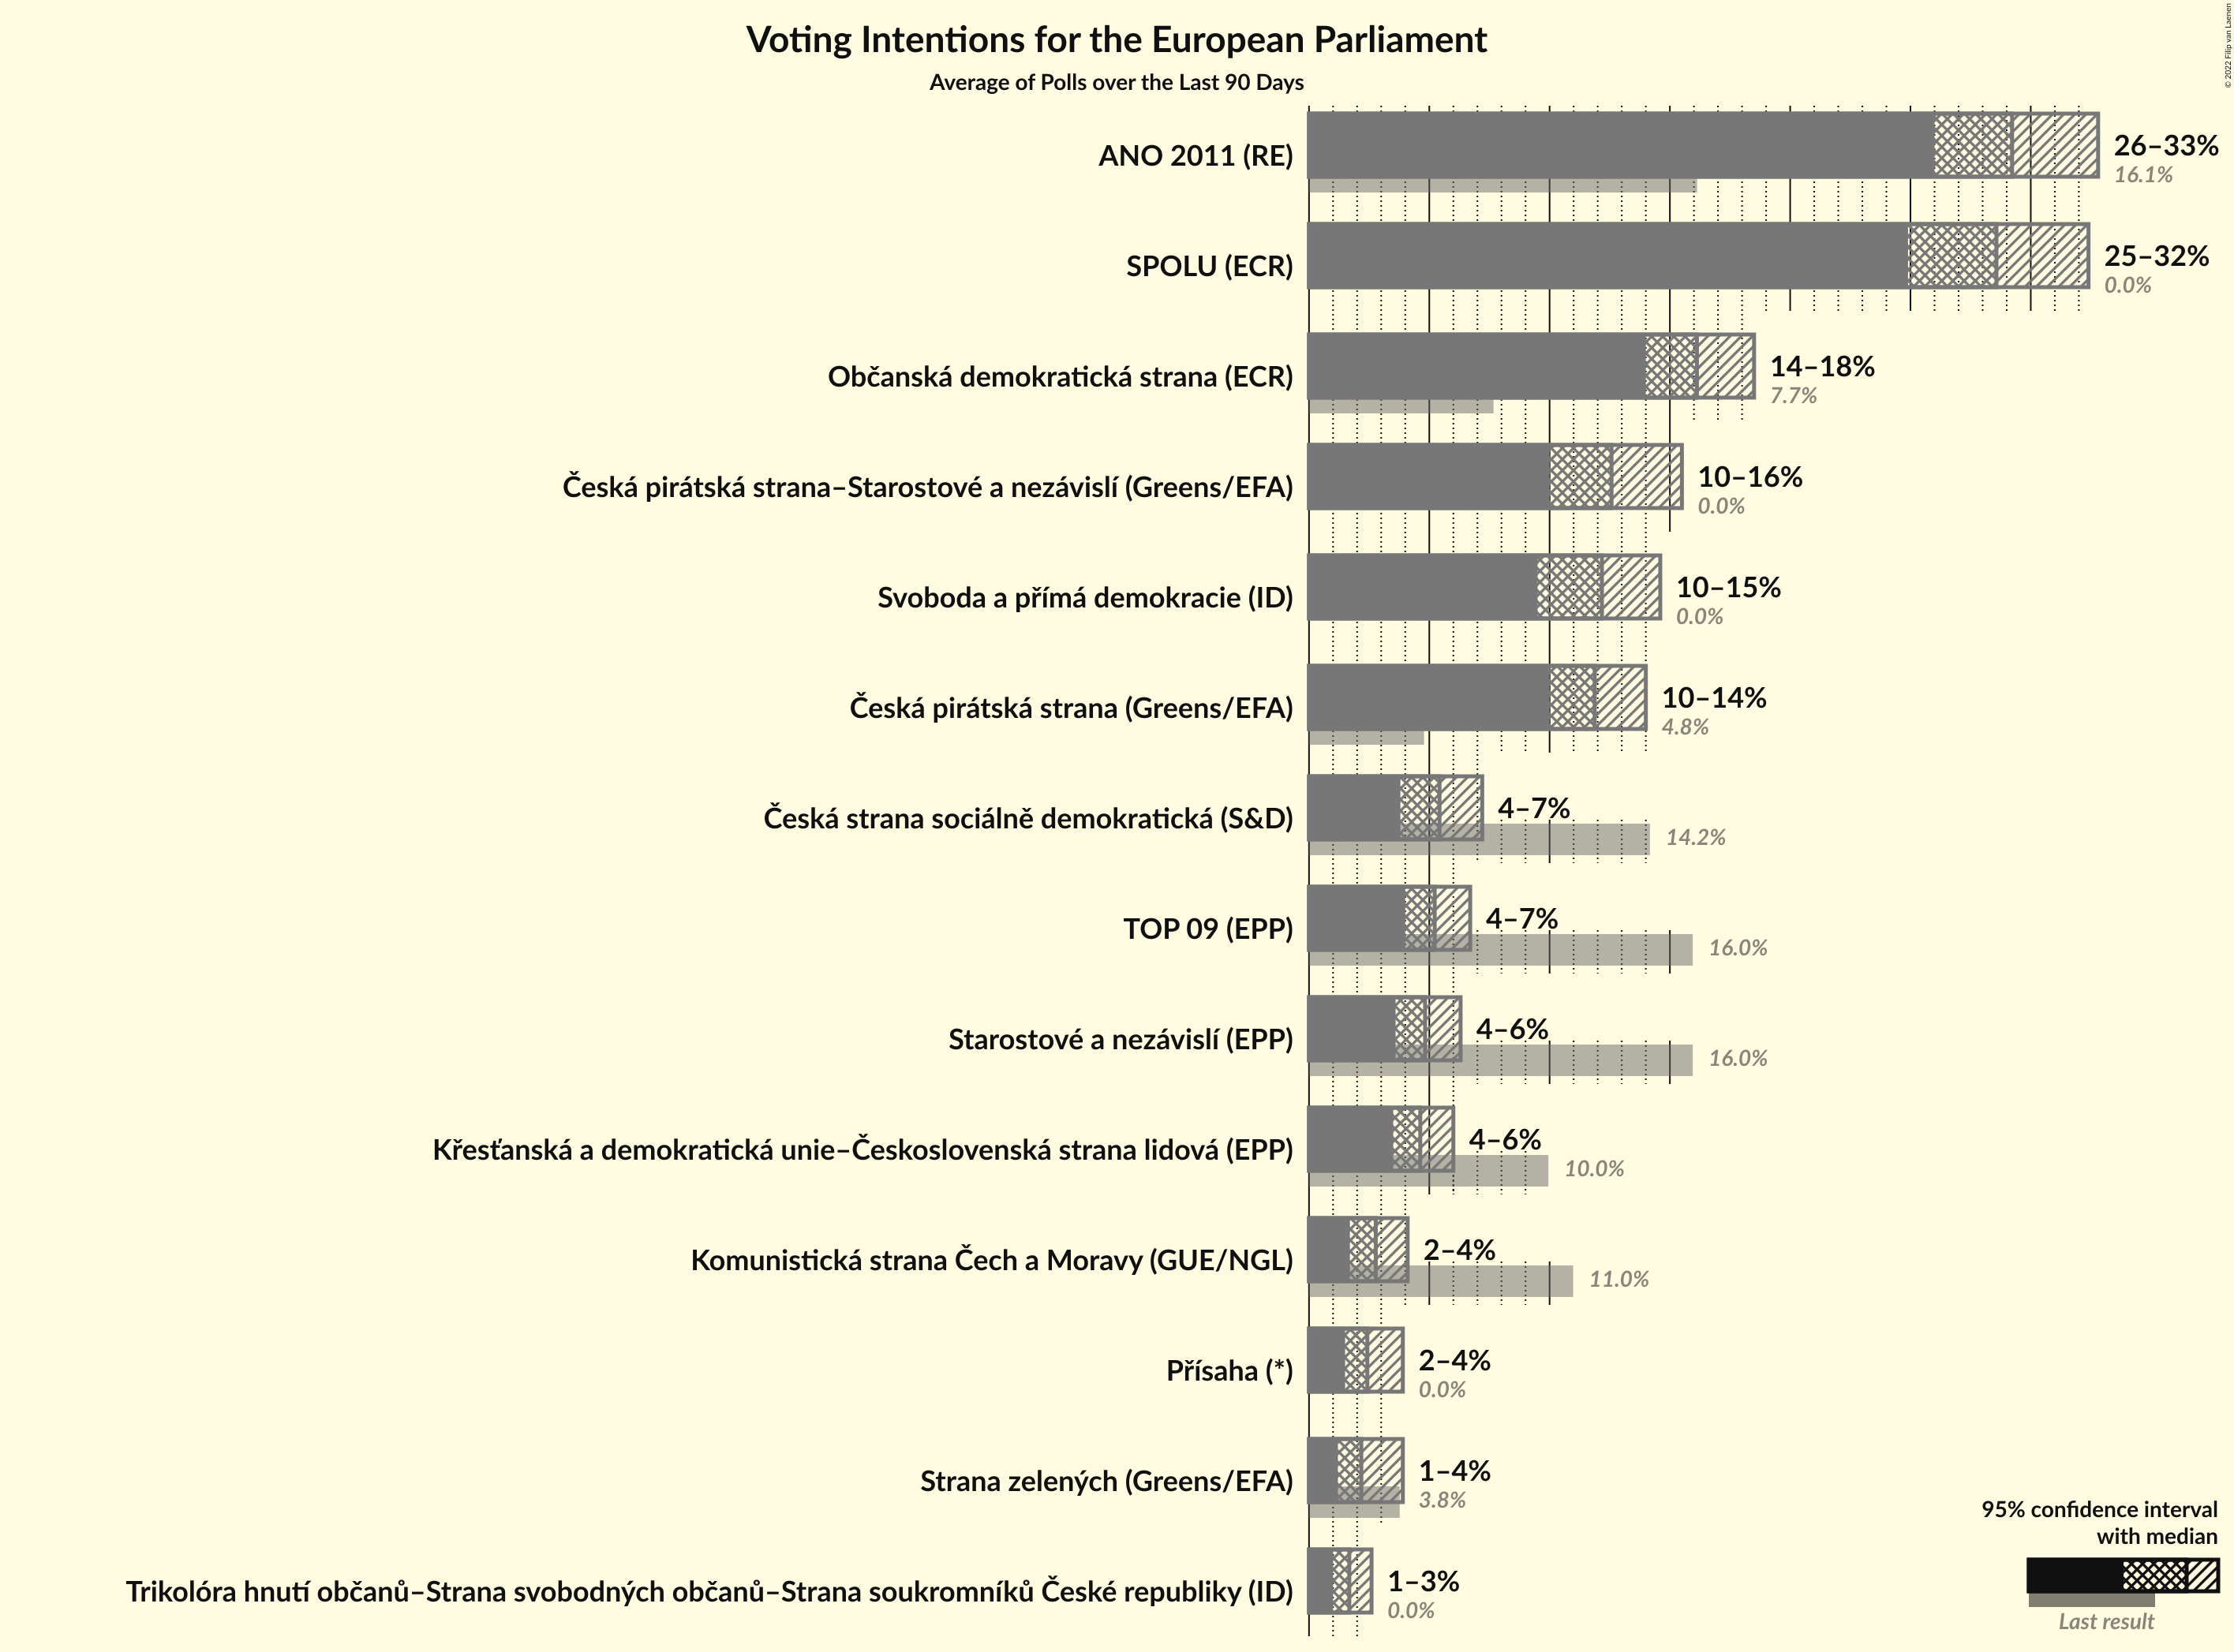 Voting Intentions for the European Parliament
Average of Polls over the Last 90 Days
© 2022 Filip van Laenen
ANO 2011 (RE)
26–33%
16.1%
SPOLU (ECR)
25–32%
0.0%
Občanská demokratická strana (ECR)
14–18%
7.7%
Česká pirátská strana–Starostové a nezávislí (Greens/EFA)
10–16%
0.0%
Svoboda a přímá demokracie (ID)
10–15%
0.0%
Česká pirátská strana (Greens/EFA)
10–14%
4.8%
Česká strana sociálně demokratická (S&D)
4–7%
14.2%
TOP 09 (EPP)
4–7%
16.0%
Starostové a nezávislí (EPP)
4–6%
16.0%
Křesťanská a demokratická unie–Československá strana lidová (EPP)
4–6%
10.0%
Komunistická strana Čech a Moravy (GUE/NGL)
2–4%
11.0%
Přísaha (*)
2–4%
0.0%
Strana zelených (Greens/EFA)
1–4%
3.8%
Trikolóra hnutí občanů–Strana svobodných občanů–Strana soukromníků České republiky (ID)
1–3%
0.0%
95% confidence interval
with median
Last result